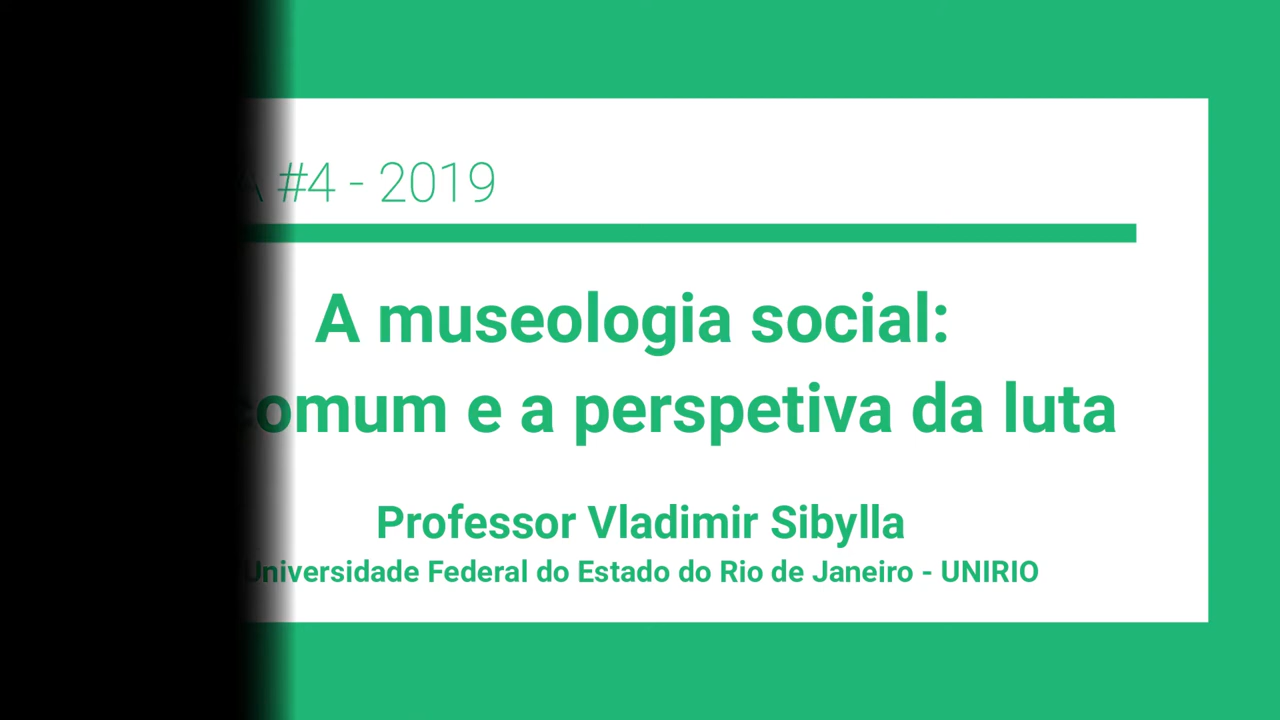 #4 - 2019
A museologia social:
comum e a perspetiva da luta
Professor Vladimir Sibylla
Universidade Federal do Estado do Rio de Janeiro - UNIRIO